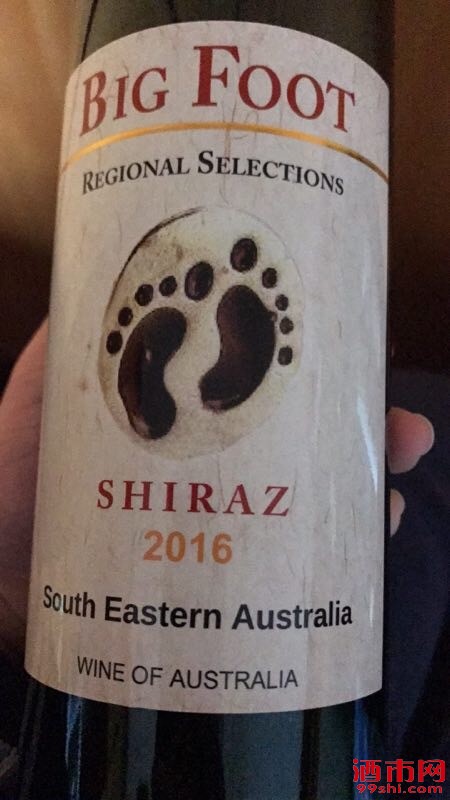 BIG FOOT
REGIONAL SELECTIONS
SHIRAZ
2016
South Eastern Australia
WINE OF AUSTRALIA
酒市网
99shi.com